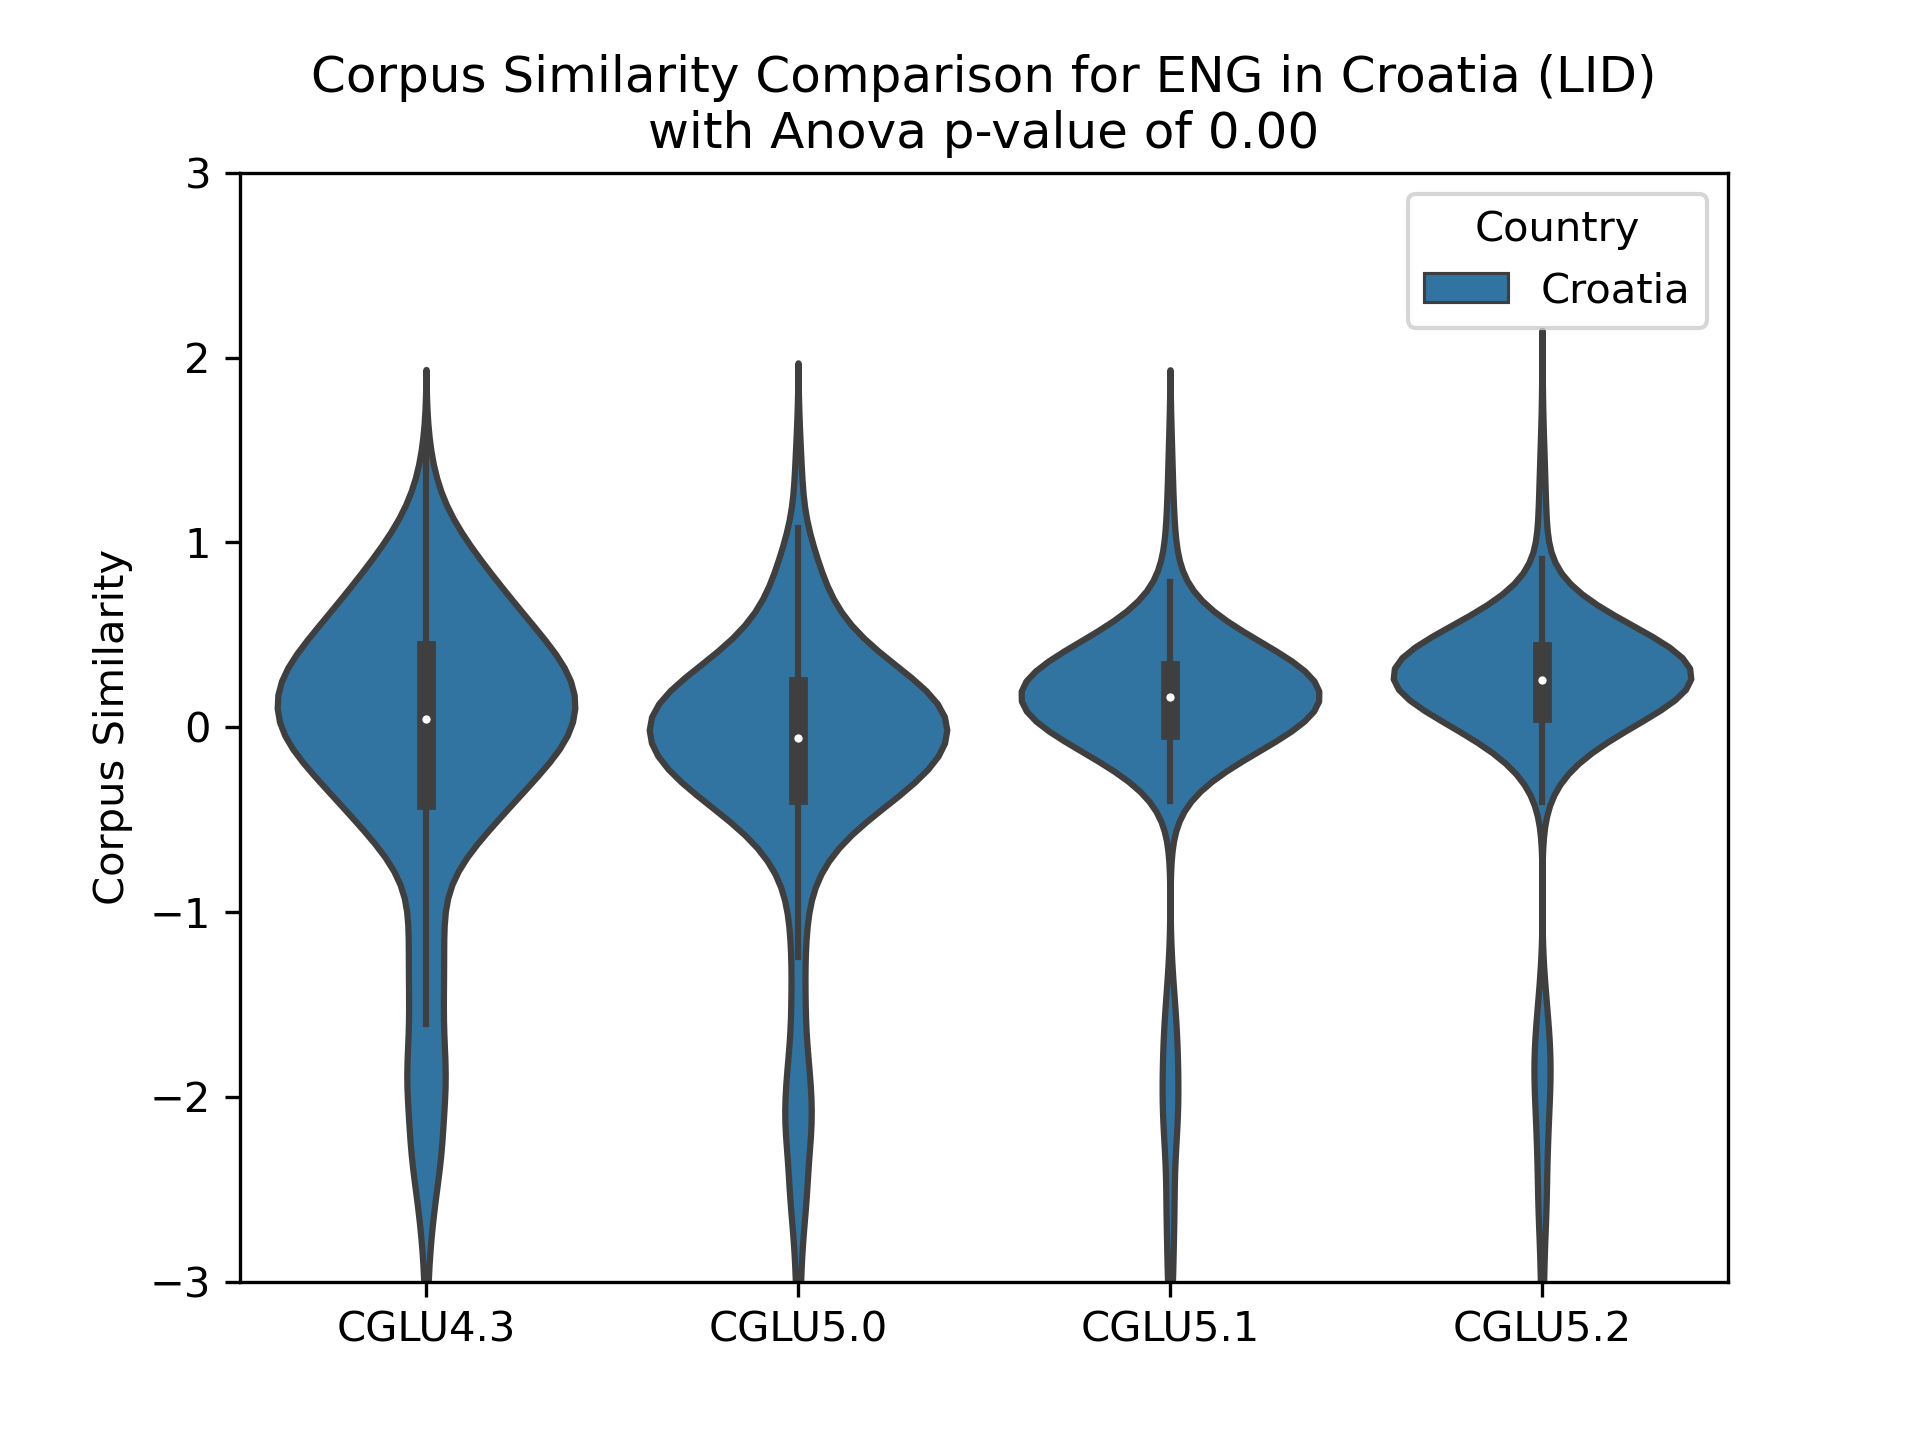 Corpus Similarity Comparison for ENG in Croatia (LID)
with Anova p-value of 0.00
Country
Croatia
Corpus Similarity
3
2
1
0
−1
−2
−3
CGLU4.3
CGLU5.0
CGLU5.1
CGLU5.2